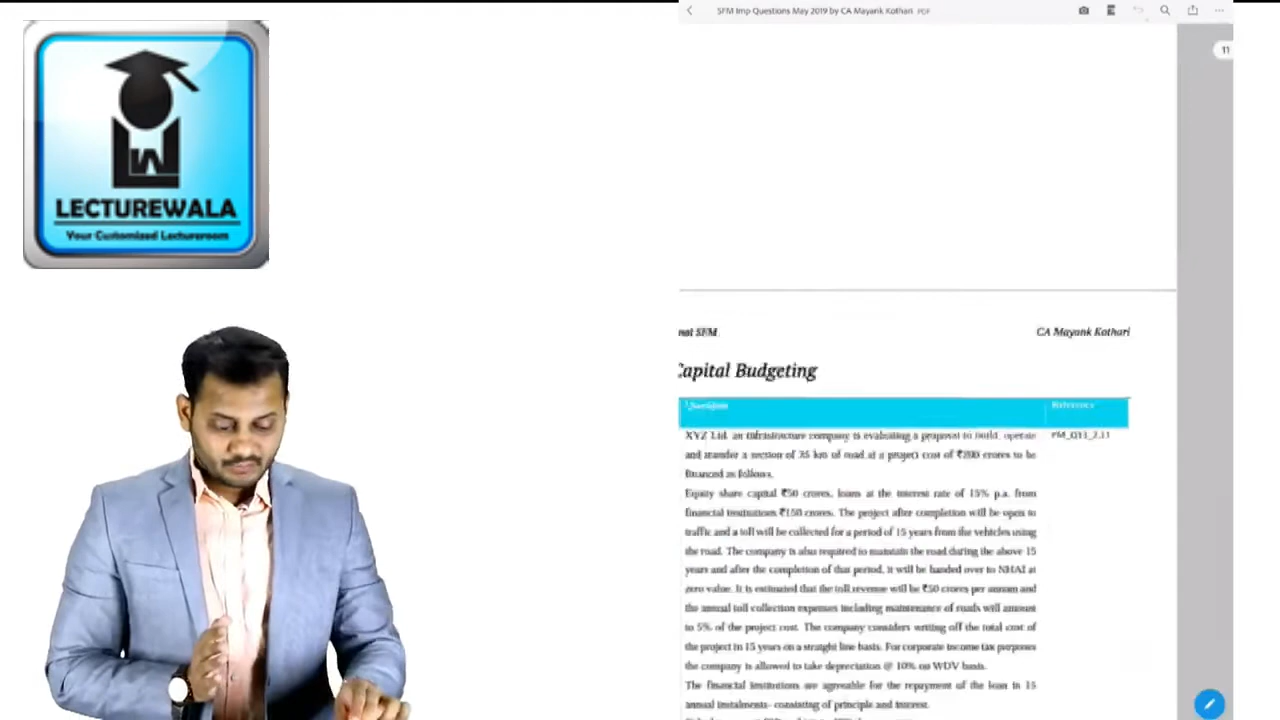 SFM Imp Questions May 2019 by CA Mayank Kothari PDF
11
LECTUREWALA
Your Customized Lectureroom
nal SFM
CA Mayank Kothari
Capital Budgeting
Question
Reference
XYZ Ltd. an infrastructure company is evaluating a proposal to build, operate
PM_Q13_2.11
and transfer a section of 35 km of road at a project cost of ₹200 crores to be
financed as follows.
Equity share capital ₹50 crores, loans at the interest rate of 15% p.a. from
financial institutions ₹150 crores. The project after completion will be open to
traffic and a toll will be collected for a period of 15 years from the vehicles using
the road. The company is also required to maintain the road during the above 15
years and after the completion of that period, it will be handed over to NHAI at
zero value. It is estimated that the toll revenue will be ₹50 crores per annum and
the annual toll collection expenses including maintenance of roads will amount
to 5% of the project cost. The company considers writing off the total cost of
the project in 15 years on a straight line basis. For corporate income tax purposes
the company is allowed to take depreciation @ 10% on WDV basis.
The financial institutions are agreeable for the repayment of the loan in 15
annual instalments- consisting of principle and interest.